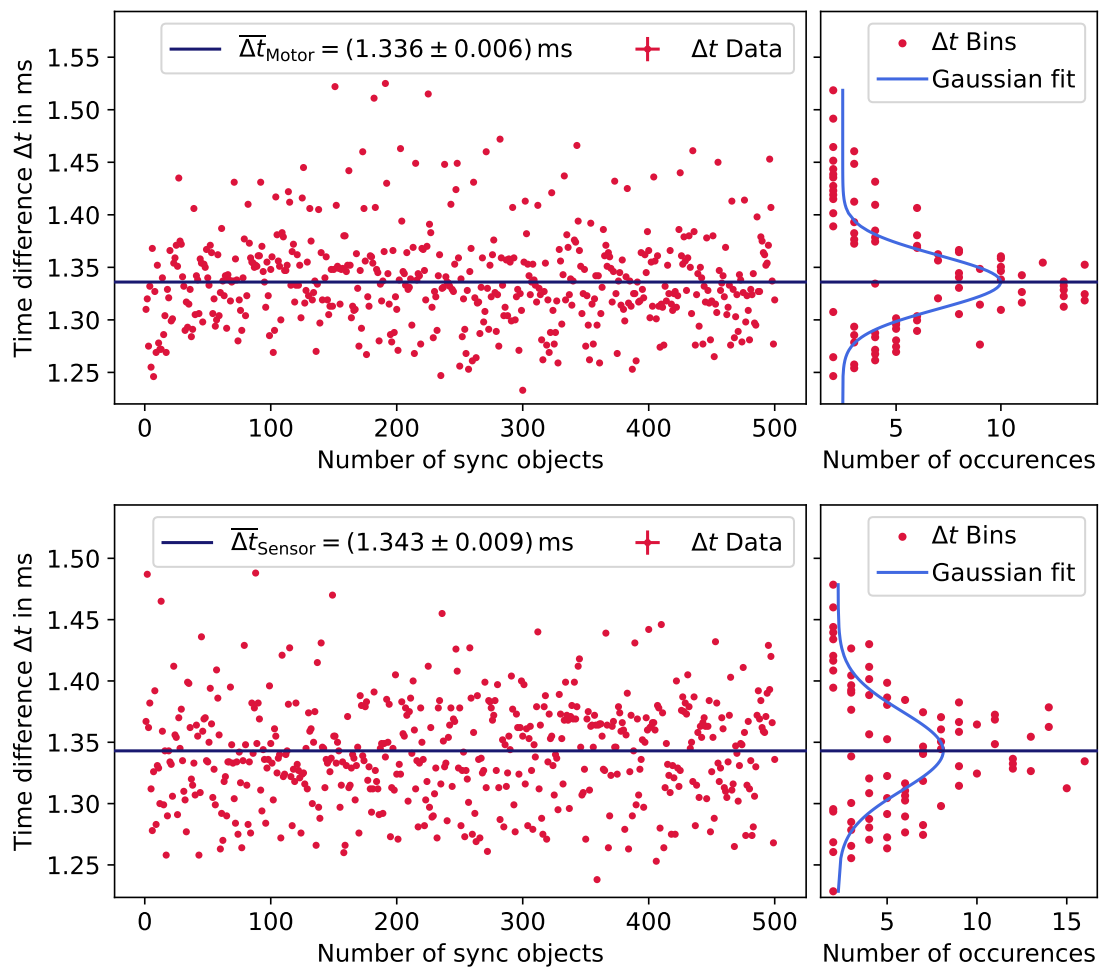 Time difference Δt in ms
1.55
1.50
1.45
1.40
1.35
1.30
1.25
Δt̅_Motor = (1.336 ± 0.006) ms
Δt Data
0 100 200 300 400 500
Number of sync objects
Δt Bins
Gaussian fit
5 10
Number of occurences
Time difference Δt in ms
1.50
1.45
1.40
1.35
1.30
1.25
Δt̅_Sensor = (1.343 ± 0.009) ms
Δt Data
0 100 200 300 400 500
Number of sync objects
Δt Bins
Gaussian fit
5 10 15
Number of occurences